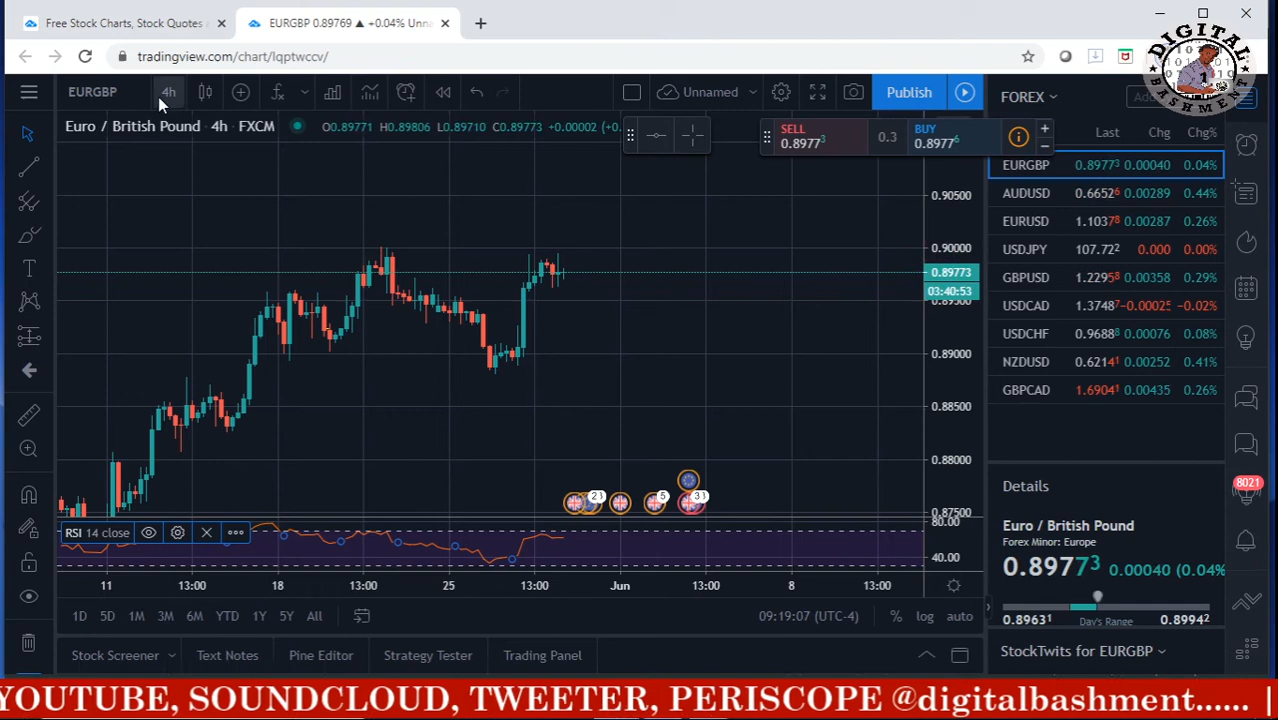 Free Stock Charts, Stock Quotes
EURGBP 0.89769 ▲ +0.04% Unna
tradingview.com/chart/lqptwccv/
DIGITAL
BASHMENT
EURGBP
4h
Unnamed
Publish
FOREX
Euro / British Pound · 4h · FXCM
O0.89771 H0.89806 L0.89710 C0.89773 +0.00002 (+0.
SELL
0.89773
0.3
BUY
0.89776
Last Chg Chg%
EURGBP 0.89773 0.00040 0.04%
AUDUSD 0.66526 0.00289 0.44%
EURUSD 1.10378 0.00287 0.26%
USDJPY 107.722 0.000 0.00%
GBPUSD 1.22958 0.00358 0.29%
USDCAD 1.37487 −0.00025 −0.02%
USDCHF 0.96888 0.00076 0.08%
NZDUSD 0.62141 0.00252 0.41%
GBPCAD 1.69041 0.00435 0.26%
0.90500
0.90000
0.89773
03:40:53
0.89500
0.89000
0.88500
0.88000
0.87500
2
5
3
RSI 14 close
80.00
40.00
11 13:00 18 13:00 25 13:00 Jun 13:00 8 13:00
1D 5D 1M 3M 6M YTD 1Y 5Y All
09:19:07 (UTC-4)
% log auto
Stock Screener
Text Notes
Pine Editor
Strategy Tester
Trading Panel
8021
Details
Euro / British Pound
Forex Minor: Europe
0.89773 0.00040 (0.04%
0.89631 Day's Range 0.89942
StockTwits for EURGBP
YOUTUBE, SOUNDCLOUD, TWEETER, PERISCOPE @digitalbashment...... |